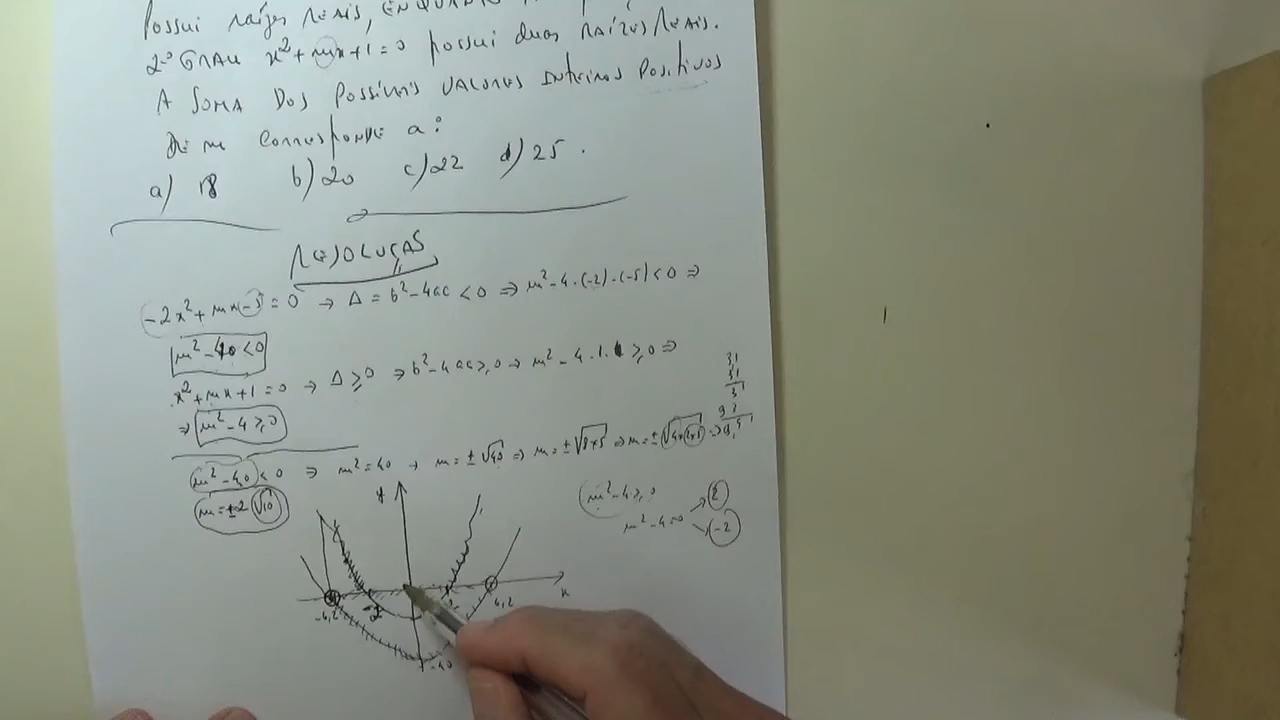 Possui raízes reais, enquanto
2º Grau x² + mx + 1 = 0 possui duas raízes reais.
A soma dos possíveis valores inteiros positivos
de m corresponde a:
a) 18 b) 20 c) 22 d) 25.
Resolução
-2x² + mx - 5 = 0 → Δ = b² - 4ac < 0 ⇒ m² - 4·(-2)·(-5) < 0 ⇒
m² - 40 < 0
x² + mx + 1 = 0 → Δ ≥ 0 ⇒ b² - 4ac ≥ 0 → m² - 4·1·1 ≥ 0 ⇒
⇒ m² - 4 ≥ 0
m² - 40 < 0 ⇒ m² = 40 → m = ±√40 ⇒ m = ±√8×5 ⇒ m = ±√4×2×5 ⇒
m = ±2√10
m² - 4 ≥ 0
m² - 4 = 0 2
-2
y
x
-2
4,2
-40